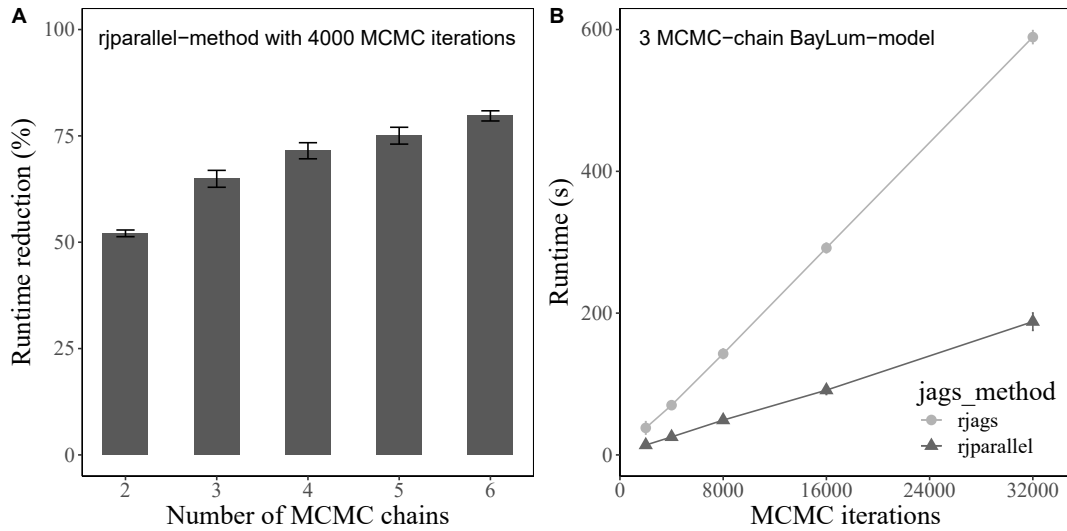 A
rjparallel−method with 4000 MCMC iterations
Runtime reduction (%)
100
75
50
25
0
2 3 4 5 6
Number of MCMC chains
B
3 MCMC−chain BayLum−model
Runtime (s)
600
400
200
0
jags_method
rjags
rjparallel
0 8000 16000 24000 32000
MCMC iterations